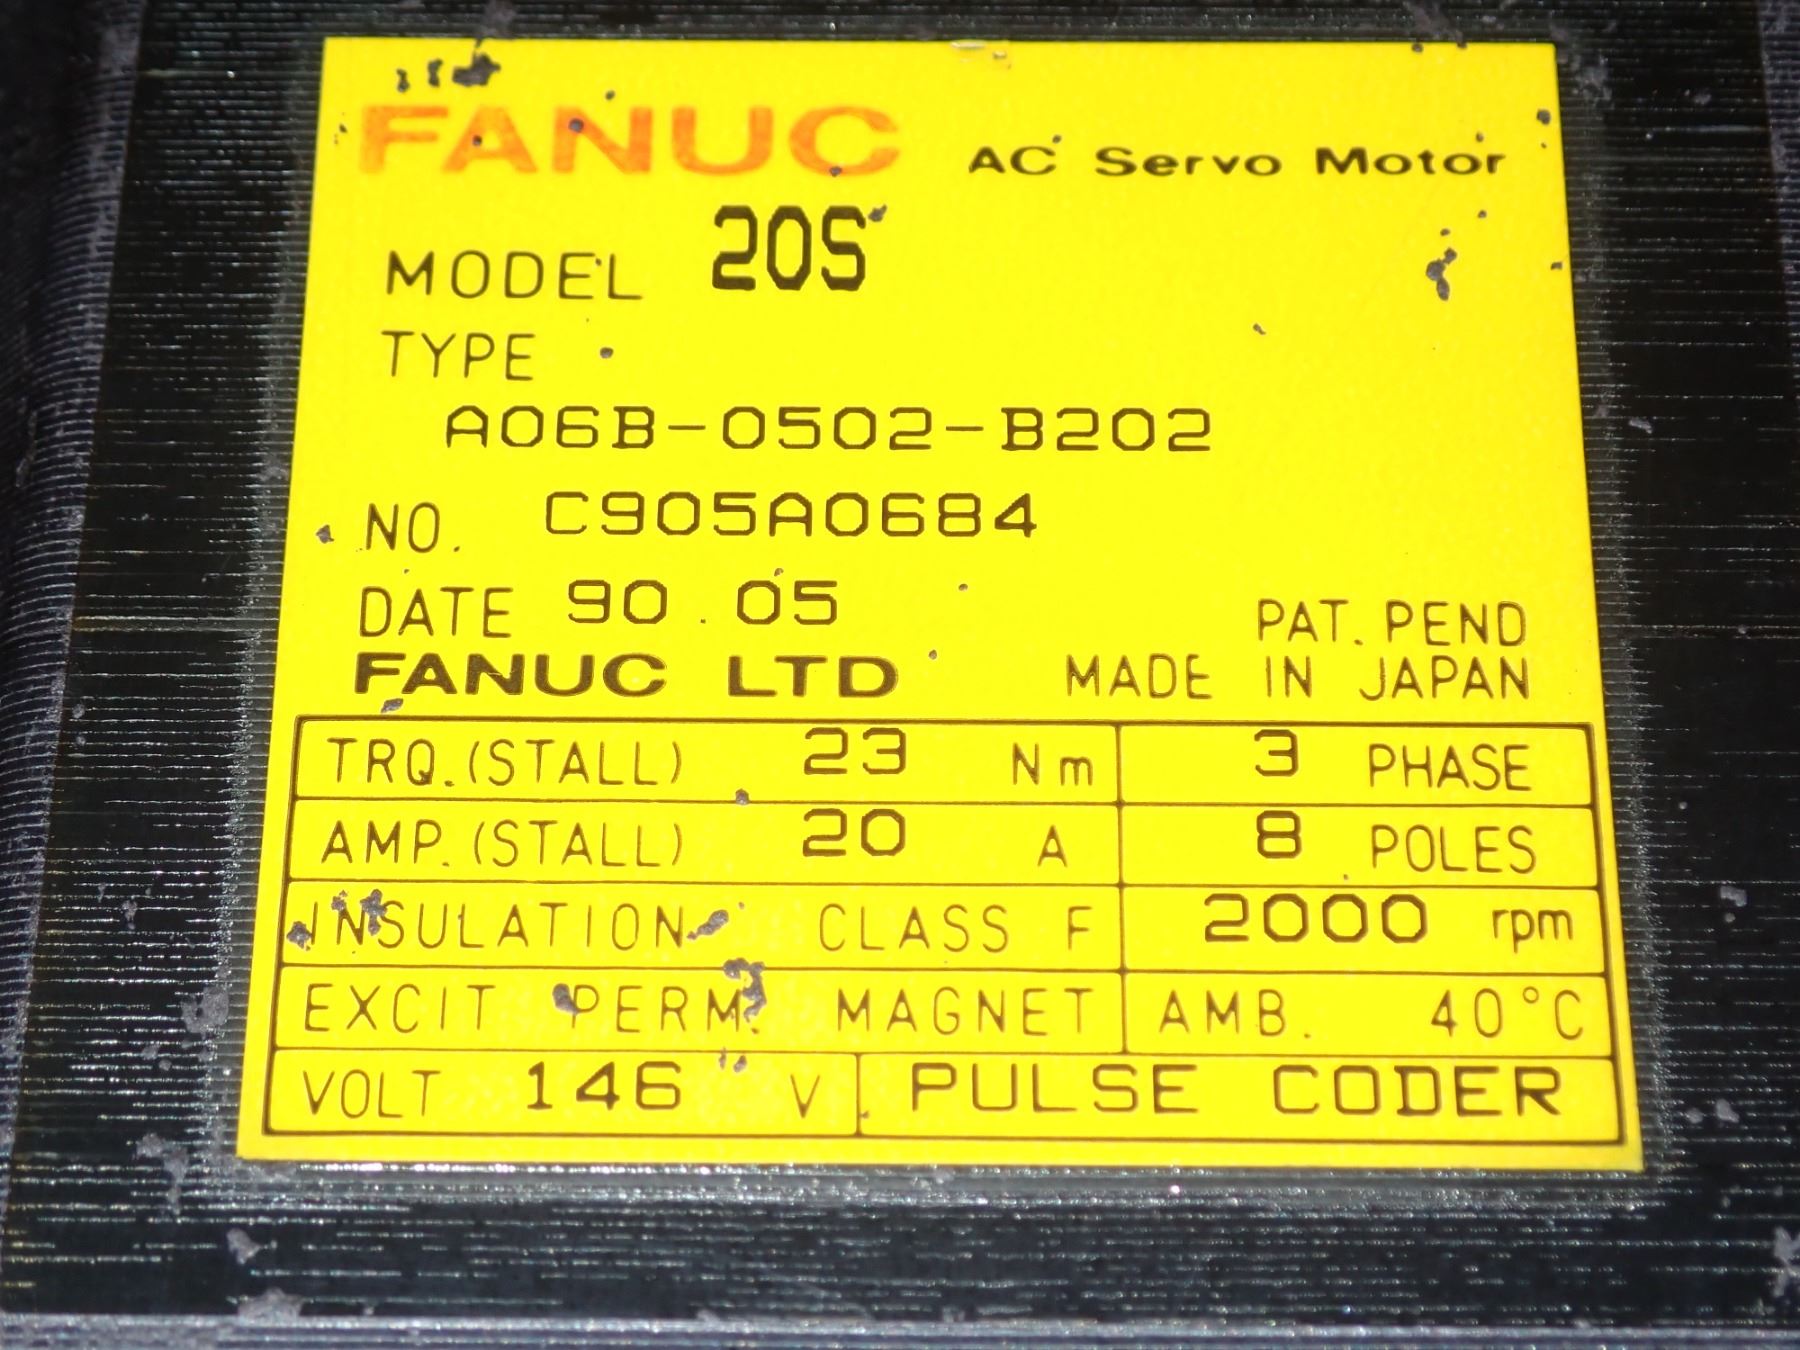 FANUC AC Servo Motor
MODEL 20S
TYPE
A06B-0502-B202
NO. C905A0684
DATE 90.05
PAT. PEND
FANUC LTD MADE IN JAPAN
TRQ.(STALL) 23 Nm 3 PHASE
AMP.(STALL) 20 A 8 POLES
INSULATION CLASS F 2000 rpm
EXCIT PERM. MAGNET AMB. 40°C
VOLT 146 V PULSE CODER